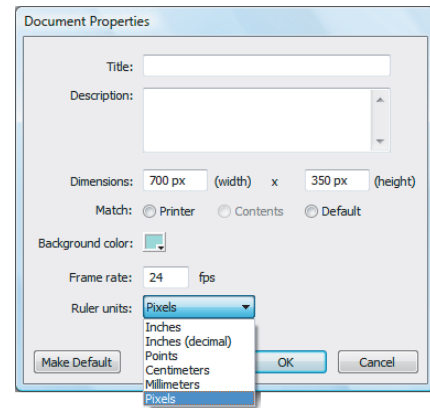 Document Properties
Title:
Description:
Dimensions: 700 px (width) x 350 px (height)
Match: Printer Contents Default
Background color:
Frame rate: 24 fps
Ruler units: Pixels
Inches
Inches (decimal)
Points
Centimeters
Millimeters
Pixels
Make Default OK Cancel